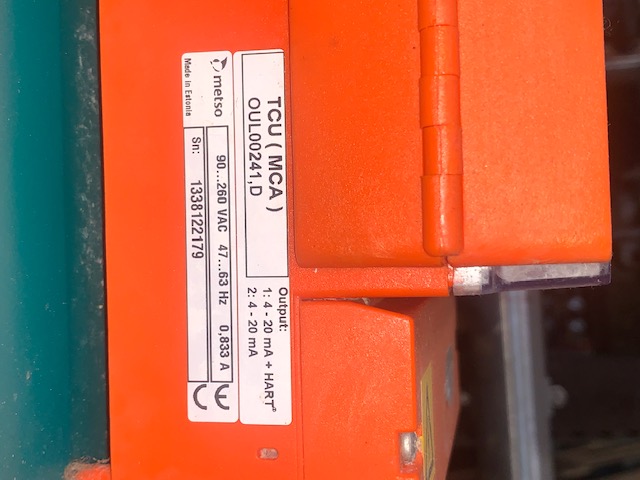 TCU ( MCA )
OUL00241,D
Output:
1: 4 - 20 mA + HART®
2: 4 - 20 mA
metso
90...260 VAC 47...63 Hz 0,833 A
Made in Estonia
Sn: 1338122179
CE